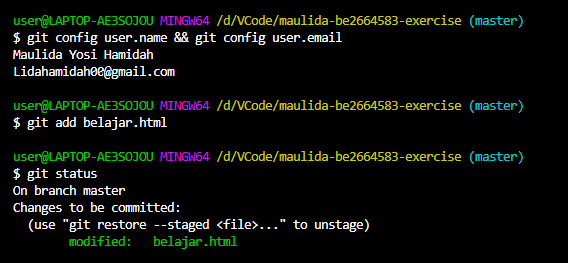 user@LAPTOP-AE3SOJOU MINGW64 /d/VCode/maulida-be2664583-exercise (master)
$ git config user.name && git config user.email
Maulida Yosi Hamidah
Lidahamidah00@gmail.com
user@LAPTOP-AE3SOJOU MINGW64 /d/VCode/maulida-be2664583-exercise (master)
$ git add belajar.html
user@LAPTOP-AE3SOJOU MINGW64 /d/VCode/maulida-be2664583-exercise (master)
$ git status
On branch master
Changes to be committed:
  (use "git restore --staged <file>..." to unstage)
        modified:   belajar.html